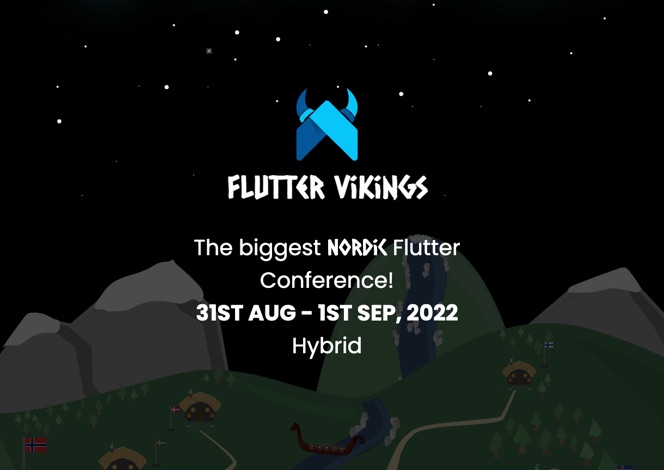 FLUTTER ViKiNGS
The biggest NORDiC Flutter
Conference!
31ST AUG - 1ST SEP, 2022
Hybrid